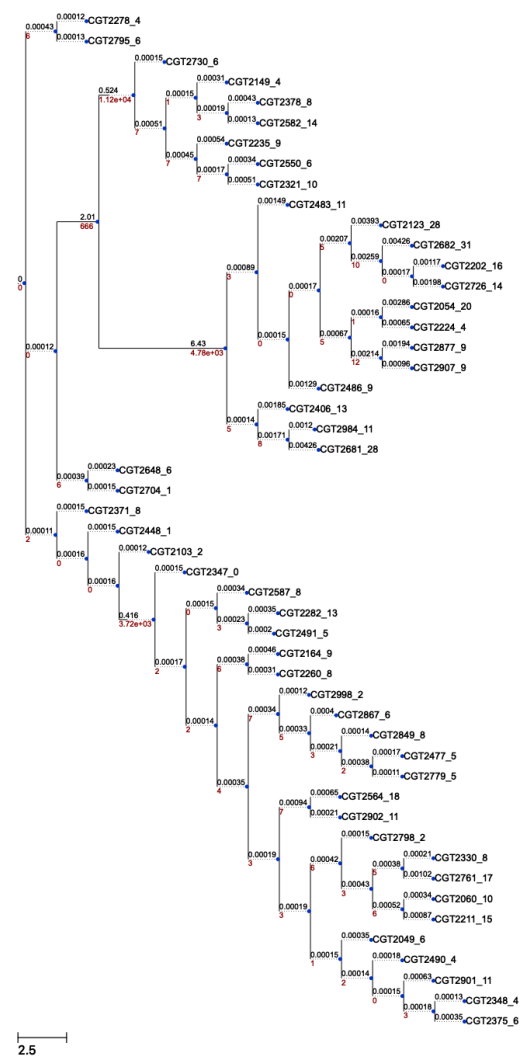 0.00012 CGT2278_4
0.00043
6
0.00013 CGT2795_6
0.00015 CGT2730_6
0.00031 CGT2149_4
0.524
0.00015
1.12e+04
1
0.00043 CGT2378_8
0.00019
3
0.00051
0.00013 CGT2582_14
7
0.00054 CGT2235_9
0.00045
0.00034 CGT2550_6
7
0.00017
7
0.00051 CGT2321_10
0.00149 CGT2483_11
2.01
0.00393 CGT2123_28
666
0.00207
5
0.00426 CGT2682_31
0.00259
10
0.00117 CGT2202_16
0.00089
3
0.00017
0
0
0
0.00198 CGT2726_14
0.00017
0
0.00286 CGT2054_20
0.00016
1
0.00065 CGT2224_4
0.00067
0.00015
5
0
6.43
0.00194 CGT2877_9
0.00012
4.78e+03
0.00214
0
12
0.00096 CGT2907_9
0.00129 CGT2486_9
0.00185 CGT2406_13
0.00014
5
0.0012 CGT2984_11
0.00171
8
0.00426 CGT2681_28
0.00023 CGT2648_6
0.00039
6
0.00015 CGT2704_1
0.00015 CGT2371_8
0.00011
0.00015 CGT2448_1
2
0.00012 CGT2103_2
0.00016
0
0.00015 CGT2347_0
0.00016
0
0.00034 CGT2587_8
0.00015
0
0.00035 CGT2282_13
0.416
0.00023
3.72e+03
3
0.0002 CGT2491_5
0.00046 CGT2164_9
0.00038
0.00017
6
2
0.00031 CGT2260_8
0.00012 CGT2998_2
0.00034
7
0.0004 CGT2867_6
0.00014
2
0.00033
5
0.00014 CGT2849_8
0.00021
3
0.00017 CGT2477_5
0.00038
2
0.00011 CGT2779_5
0.00035
4
0.00065 CGT2564_18
0.00094
7
0.00021 CGT2902_11
0.00015 CGT2798_2
0.00019
3
0.00042
6
0.00021 CGT2330_8
0.00038
5
0.00102 CGT2761_17
0.00043
3
0.00034 CGT2060_10
0.00019
0.00052
3
6
0.00087 CGT2211_15
0.00035 CGT2049_6
0.00015
0.00018 CGT2490_4
1
0.00014
2
0.00063 CGT2901_11
0.00015
0
0.00013 CGT2348_4
0.00018
3
0.00035 CGT2375_6
2.5